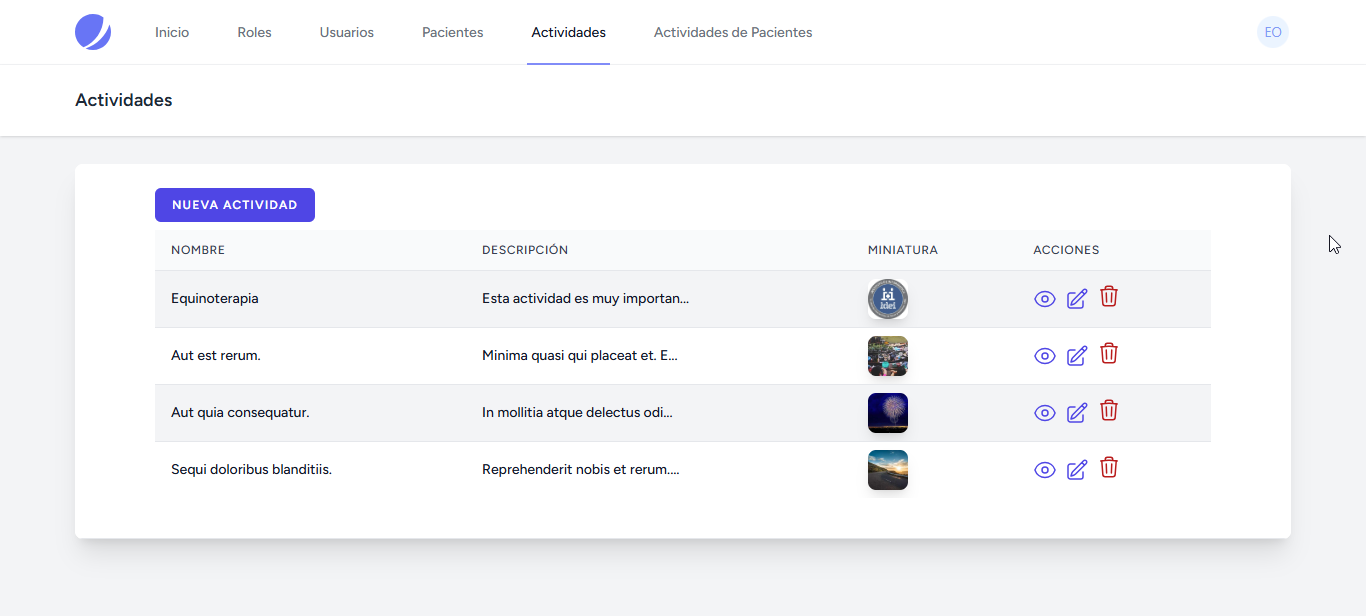 Inicio Roles Usuarios Pacientes Actividades Actividades de Pacientes EO
Actividades
NUEVA ACTIVIDAD
NOMBRE DESCRIPCIÓN MINIATURA ACCIONES
Equinoterapia Esta actividad es muy importan... idei
Aut est rerum. Minima quasi qui placeat et. E...
Aut quia consequatur. In mollitia atque delectus odi...
Sequi doloribus blanditiis. Reprehenderit nobis et rerum....